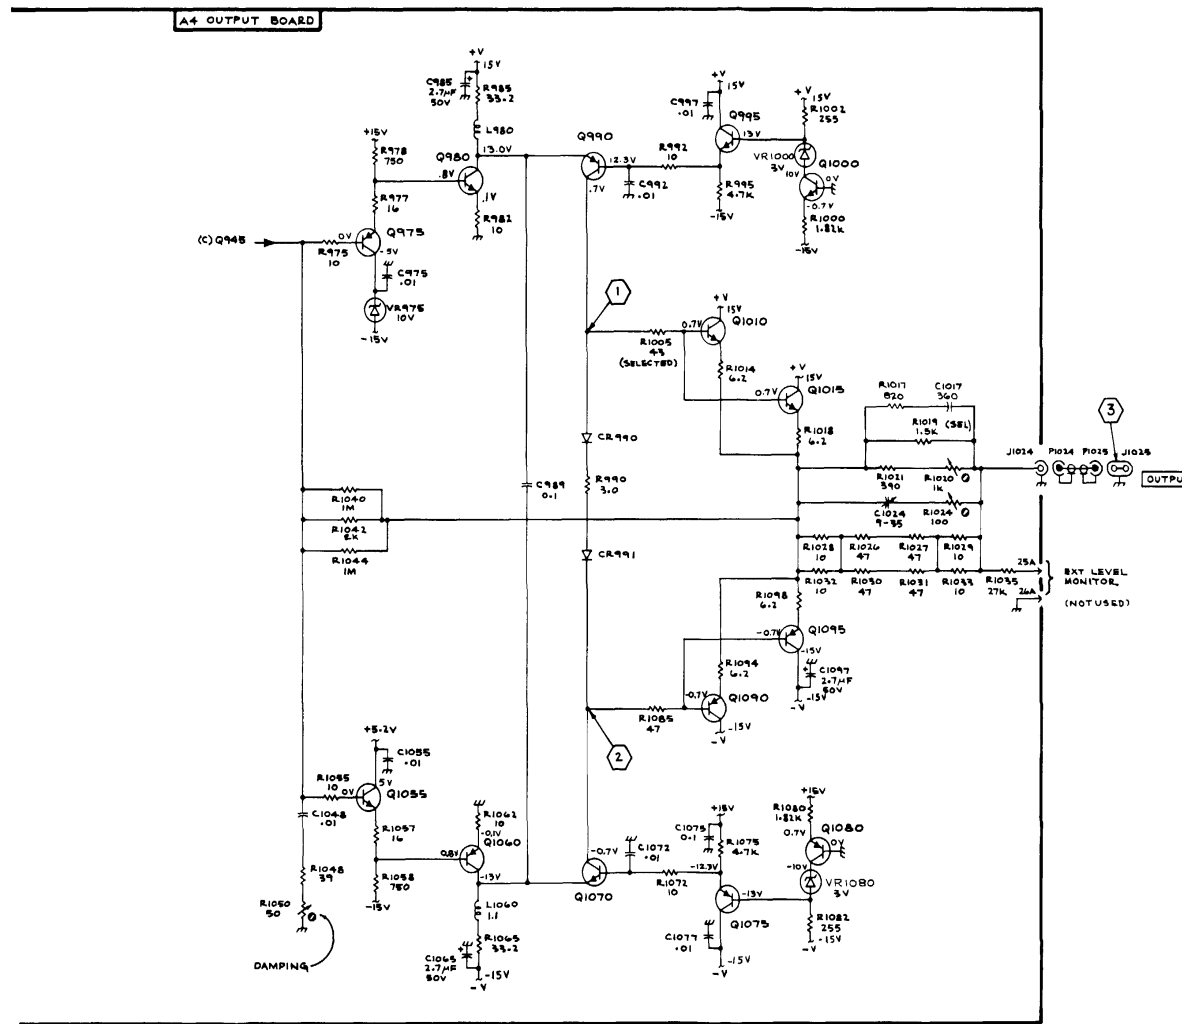 A4 OUTPUT BOARD
+V
15V
C985
2.7µF
50V
R985
33.2
L980
13.0V
+15V
R978
750
Q980
.8V
.1V
R982
10
R977
16
(C) Q945
R975
10
0V
Q975
-5V
C975
.01
VR975
10V
-15V
Q990
12.3V
.7V
C992
.01
R992
10
+V
15V
C997
.01
Q995
13V
R995
4.7K
-15V
+V
15V
R1002
255
VR1000
3V
Q1000
10V
0V
-0.7V
R1000
1.82K
-15V
1
R1005
43
(SELECTED)
+V
15V
0.7V
Q1010
R1014
6.2
+V
15V
0.7V
Q1015
R1018
6.2
R1017
820
C1017
360
(SEL)
R1019
1.5K
R1021
390
R1020
1K
C1024
9-35
R1024
100
3
J1024
P1024
P1025
J1025
OUTPU
CR990
R990
3.0
C989
0.1
CR991
R1040
1M
R1042
2K
R1044
1M
R1028
10
R1026
47
R1027
47
R1029
10
R1032
10
R1030
47
R1031
47
R1033
10
R1035
27K
25A
26A
EXT LEVEL
MONITOR
(NOT USED)
R1098
6.2
-0.7V
Q1095
-15V
C1097
2.7µF
50V
-15V
-V
R1094
6.2
-0.7V
Q1090
-15V
-V
R1085
47
2
+5.2V
C1055
.01
5V
R1055
10
0V
Q1055
C1048
.01
R1057
16
R1058
750
-15V
R1048
39
R1050
50
DAMPING
R1062
10
-0.1V
Q1060
0.8V
-13V
L1060
1.1
R1065
33.2
C1065
2.7µF
50V
-15V
-V
-0.7V
Q1070
C1072
.01
R1072
10
+15V
C1075
0.1
R1075
4.7K
-12.3V
-13V
Q1075
C1077
.01
-15V
-V
+15V
R1080
1.82K
0.7V
Q1080
0V
-10V
VR1080
3V
R1082
255
-15V
-V